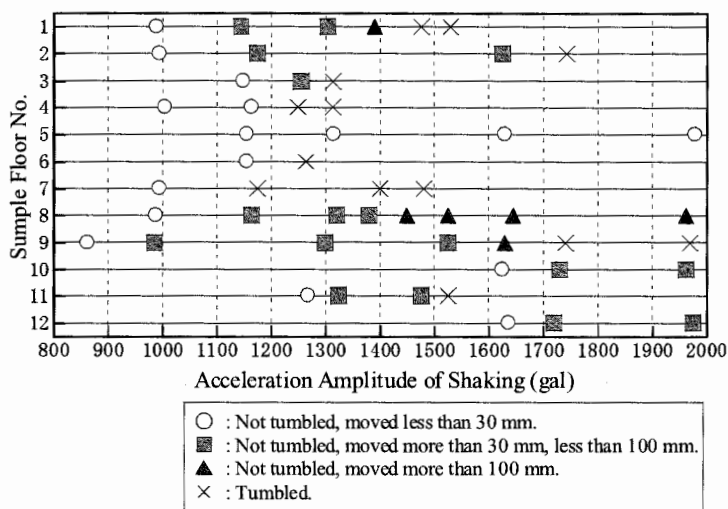 1
2
3
4
5
6
7
8
9
10
11
12
Sumple Floor No.
800 900 1000 1100 1200 1300 1400 1500 1600 1700 1800 1900 2000
Acceleration Amplitude of Shaking (gal)
: Not tumbled, moved less than 30 mm.
: Not tumbled, moved more than 30 mm, less than 100 mm.
: Not tumbled, moved more than 100 mm.
: Tumbled.